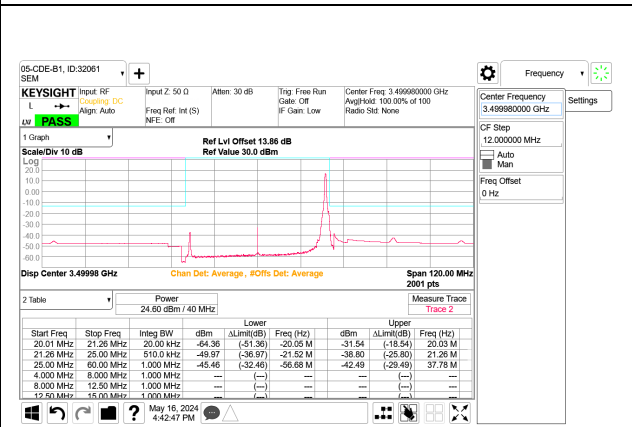 05-CDE-B1, ID:32061
SEM
Frequency
KEYSIGHT
L
LXI
PASS
Input: RF
Coupling: DC
Align: Auto
Input Z: 50 Ω
Freq Ref: Int (S)
NFE: Off
Atten: 30 dB
Trig: Free Run
Gate: Off
IF Gain: Low
Center Freq: 3.499980000 GHz
Avg|Hold: 100.00% of 100
Radio Std: None
Center Frequency
3.499980000 GHz
Settings
CF Step
12.000000 MHz
Auto
Man
Freq Offset
0 Hz
1 Graph
Scale/Div 10 dB
Ref Lvl Offset 13.86 dB
Ref Value 30.0 dBm
Log
20.0
10.0
0.00
-10.0
-20.0
-30.0
-40.0
-50.0
-60.0
Disp Center 3.49998 GHz
Chan Det: Average , #Offs Det: Average
Span 120.00 MHz
2001 pts
2 Table
Power
24.60 dBm / 40 MHz
Measure Trace
Trace 2
Lower Upper
Start Freq Stop Freq Integ BW dBm ΔLimit(dB) Freq (Hz) dBm ΔLimit(dB) Freq (Hz)
20.01 MHz 21.26 MHz 20.00 kHz -64.36 (-51.36) -20.05 M -31.54 (-18.54) 20.03 M
21.26 MHz 25.00 MHz 510.0 kHz -49.97 (-36.97) -21.52 M -38.80 (-25.80) 21.26 M
25.00 MHz 60.00 MHz 1.000 MHz -45.46 (-32.46) -56.68 M -42.49 (-29.49) 37.78 M
4.000 MHz 8.000 MHz 1.000 MHz --- (---) --- --- (---) ---
8.000 MHz 12.50 MHz 1.000 MHz --- (---) --- --- (---) ---
12.50 MHz 15.00 MHz 1.000 MHz --- (---) --- --- (---) ---
May 16, 2024
4:42:47 PM